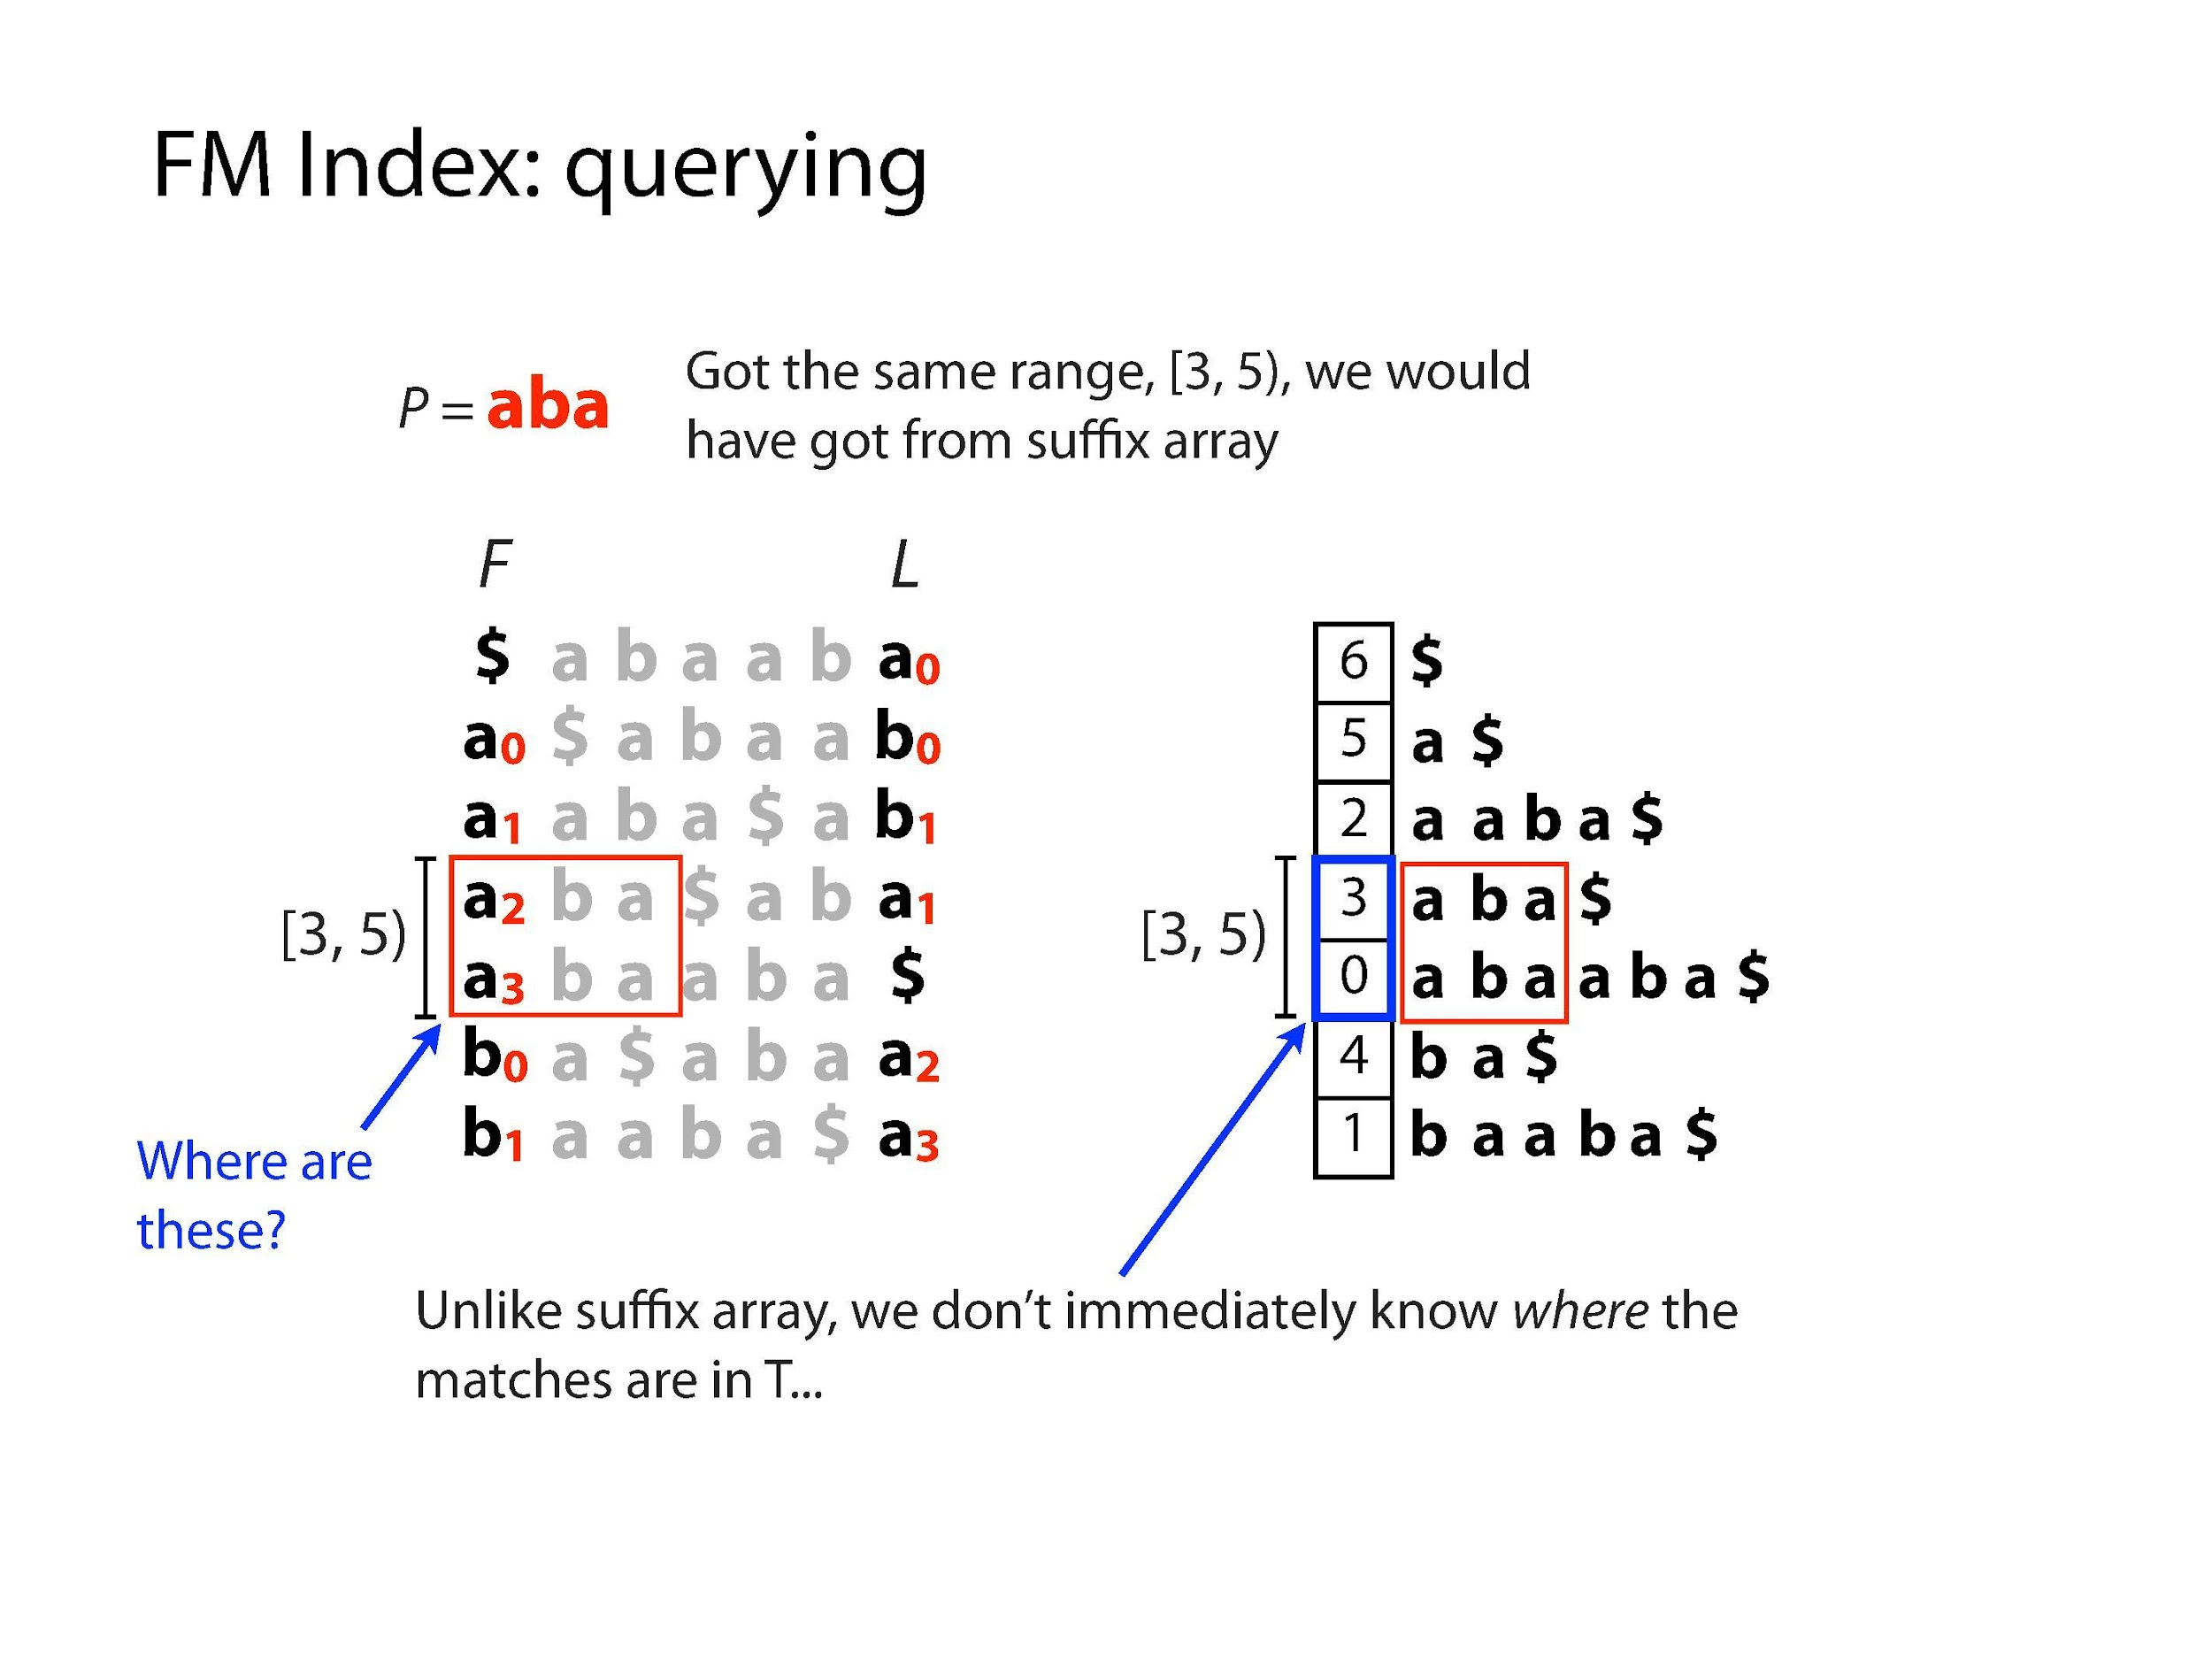 FM Index: querying
P = aba
Got the same range, [3, 5), we would
have got from suffix array
F L
$ a b a a b a0
a0 $ a b a a b0
a1 a b a $ a b1
a2 b a $ a b a1
a3 b a a b a $
b0 a $ a b a a2
b1 a a b a $ a3
[3, 5)
Where are
these?
6 $
5 a $
2 a a b a $
3 a b a $
0 a b a a b a $
4 b a $
1 b a a b a $
[3, 5)
Unlike suffix array, we don’t immediately know where the
matches are in T...